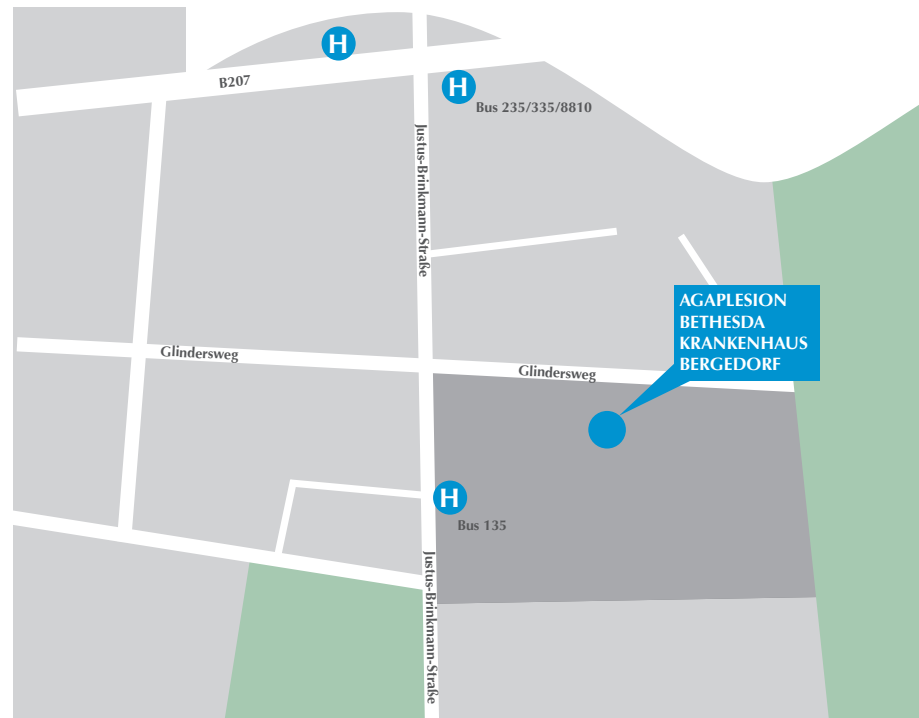 H
B207
H
Bus 235/335/8810
Justus-Brinkmann-Straße
AGAPLESION
BETHESDA
KRANKENHAUS
BERGEDORF
Glindersweg
Glindersweg
H
Bus 135
Justus-Brinkmann-Straße